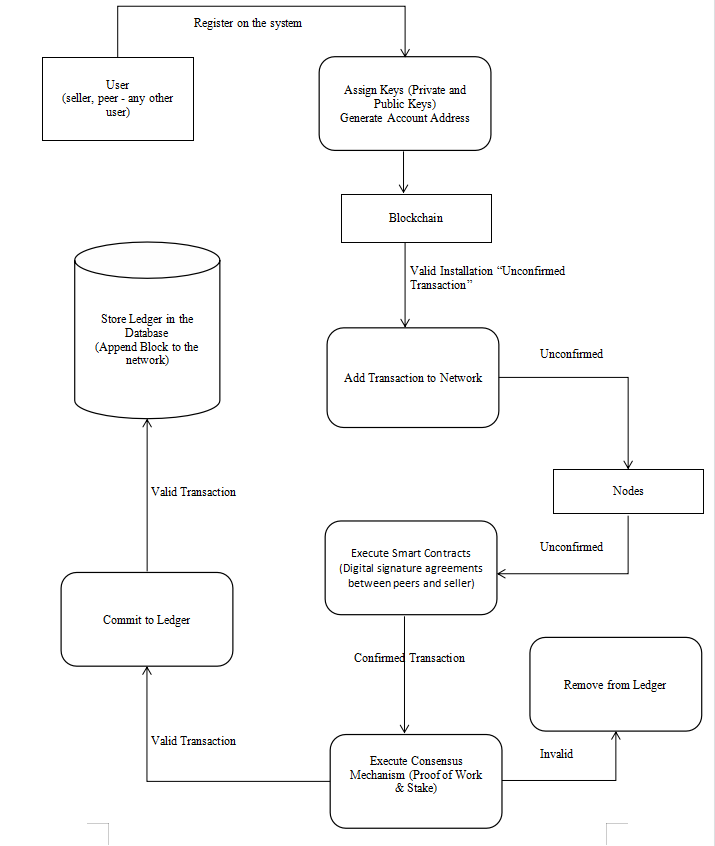 Register on the system
User
(seller, peer - any other
user)
Assign Keys (Private and
Public Keys)
Generate Account Address
Blockchain
Valid Installation “Unconfirmed
Transaction”
Store Ledger in the
Database
(Append Block to the
network)
Add Transaction to Network
Unconfirmed
Nodes
Valid Transaction
Unconfirmed
Execute Smart Contracts
(Digital signature agreements
between peers and seller)
Commit to Ledger
Confirmed Transaction
Remove from Ledger
Valid Transaction
Execute Consensus
Mechanism (Proof of Work
& Stake)
Invalid